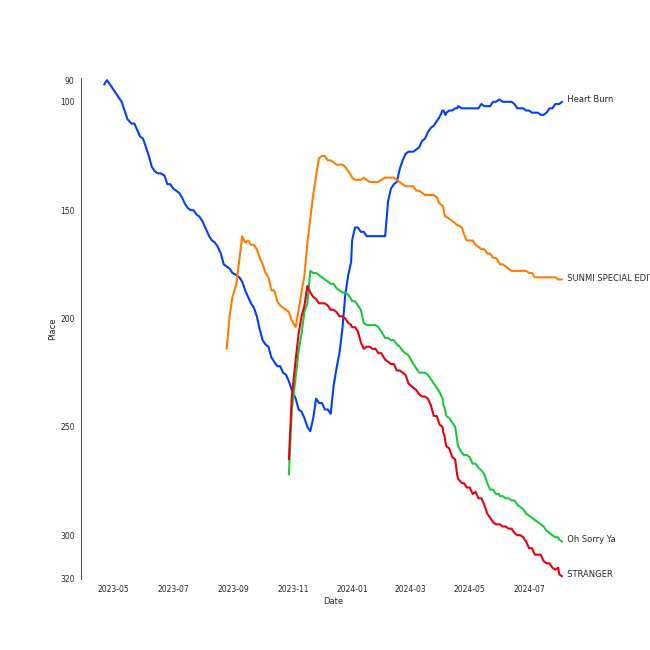 90
100
150
200
250
300
320
Place
2023-05
2023-07
2023-09
2023-11
2024-01
2024-03
2024-05
2024-07
Date
Heart Burn
SUNMI SPECIAL EDI
Oh Sorry Ya
STRANGER